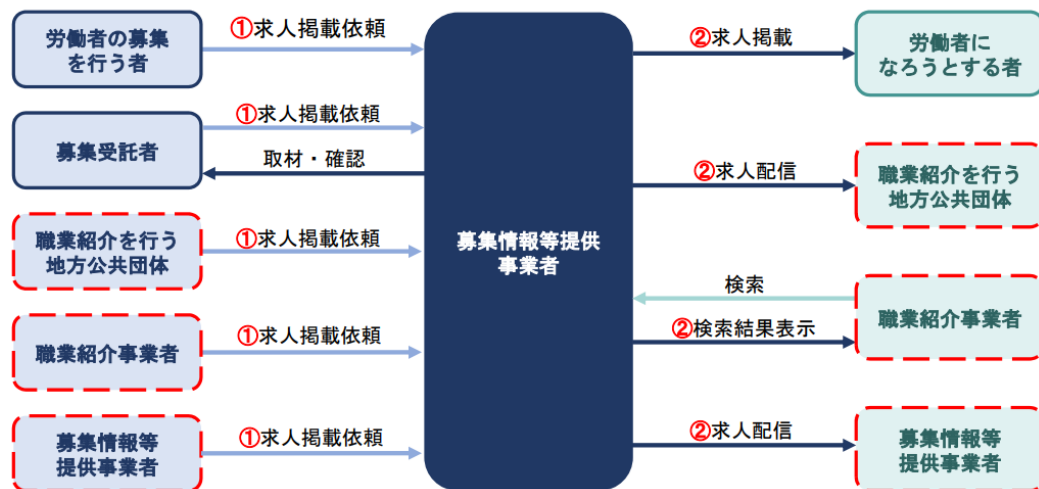 労働者の募集
を行う者
①求人掲載依頼
募集受託者
①求人掲載依頼
取材・確認
職業紹介を行う
地方公共団体
①求人掲載依頼
職業紹介事業者
①求人掲載依頼
募集情報等
提供事業者
①求人掲載依頼
募集情報等提供
事業者
②求人掲載
労働者に
なろうとする者
②求人配信
職業紹介を行う
地方公共団体
検索
②検索結果表示
職業紹介事業者
②求人配信
募集情報等
提供事業者